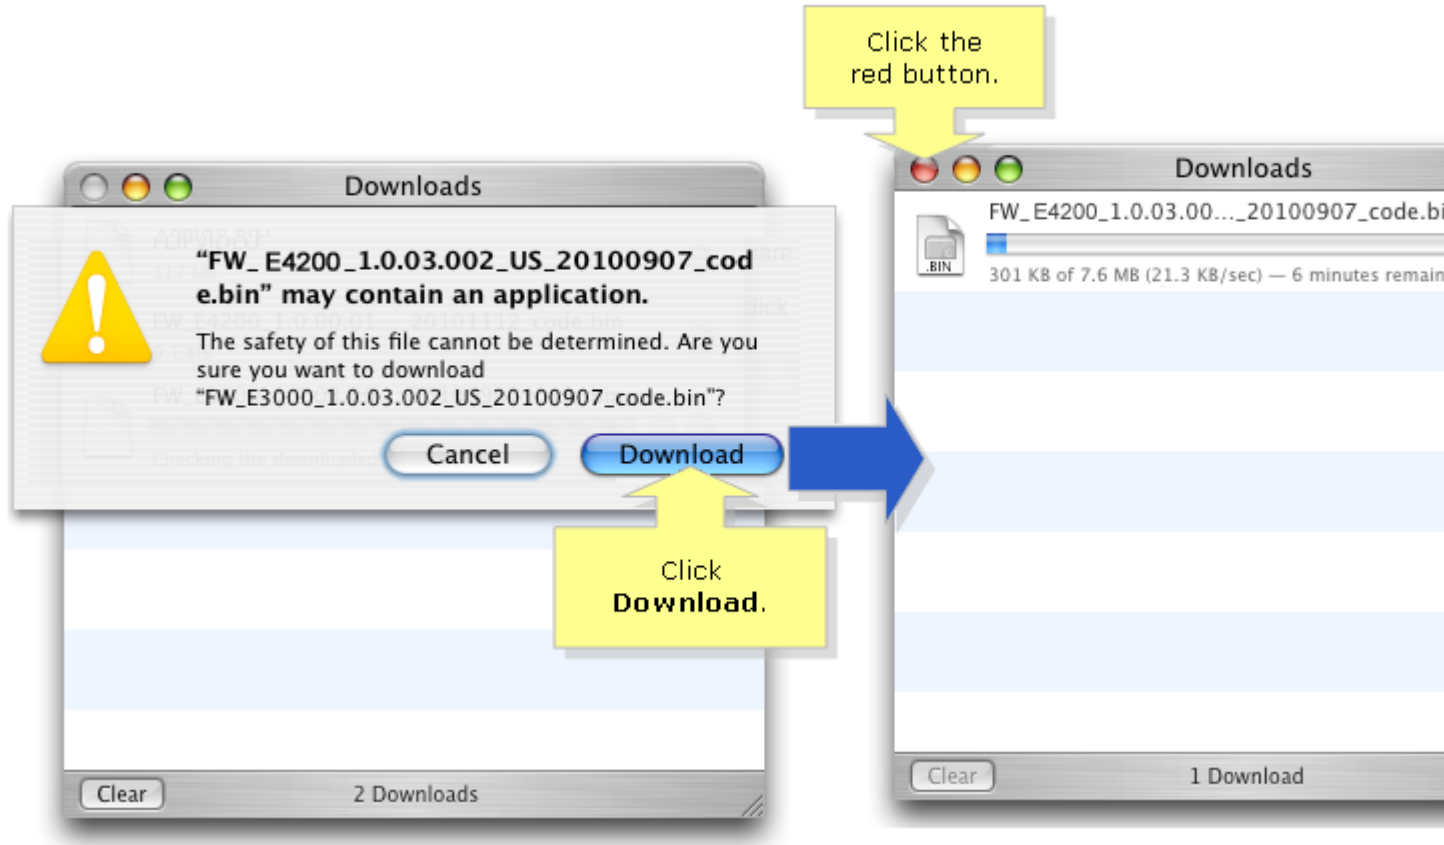 Click the
red button.
Downloads
"FW_ E4200_1.0.03.002_US_20100907_cod
e.bin" may contain an application.
The safety of this file cannot be determined. Are you
sure you want to download
"FW_E3000_1.0.03.002_US_20100907_code.bin"?
Cancel
Download
Click
Download.
Clear
2 Downloads
Downloads
FW_E4200_1.0.03.00..._20100907_code.bi
.BIN
301 KB of 7.6 MB (21.3 KB/sec) — 6 minutes remain
Clear
1 Download